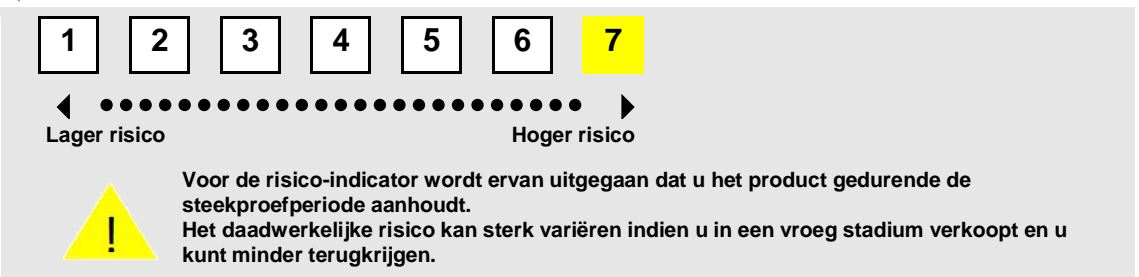 1 2 3 4 5 6 7
Lager risico Hoger risico
!
Voor de risico-indicator wordt ervan uitgegaan dat u het product gedurende de
steekproefperiode aanhoudt.
Het daadwerkelijke risico kan sterk variëren indien u in een vroeg stadium verkoopt en u
kunt minder terugkrijgen.